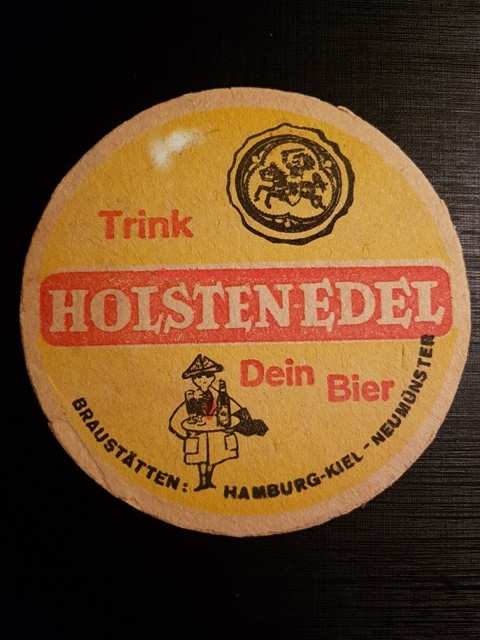 Trink
HOLSTEN-EDEL
Dein Bier
BRAUSTÄTTEN: HAMBURG-KIEL-NEUMÜNSTER